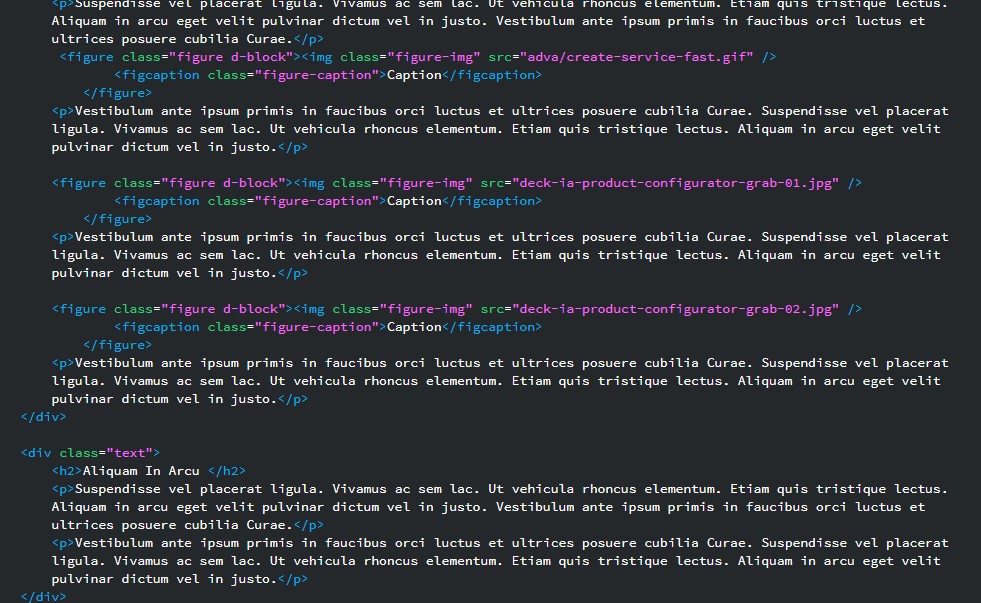 <p>Suspendisse vel placerat ligula. Vivamus ac sem lac. Ut vehicula rhoncus elementum. Etiam quis tristique lectus.
Aliquam in arcu eget velit pulvinar dictum vel in justo. Vestibulum ante ipsum primis in faucibus orci luctus et
ultrices posuere cubilia Curae.</p>
<figure class="figure d-block"><img class="figure-img" src="adva/create-service-fast.gif" />
<figcaption class="figure-caption">Caption</figcaption>
</figure>
<p>Vestibulum ante ipsum primis in faucibus orci luctus et ultrices posuere cubilia Curae. Suspendisse vel placerat
ligula. Vivamus ac sem lac. Ut vehicula rhoncus elementum. Etiam quis tristique lectus. Aliquam in arcu eget velit
pulvinar dictum vel in justo.</p>
<figure class="figure d-block"><img class="figure-img" src="deck-ia-product-configurator-grab-01.jpg" />
<figcaption class="figure-caption">Caption</figcaption>
</figure>
<p>Vestibulum ante ipsum primis in faucibus orci luctus et ultrices posuere cubilia Curae. Suspendisse vel placerat
ligula. Vivamus ac sem lac. Ut vehicula rhoncus elementum. Etiam quis tristique lectus. Aliquam in arcu eget velit
pulvinar dictum vel in justo.</p>
<figure class="figure d-block"><img class="figure-img" src="deck-ia-product-configurator-grab-02.jpg" />
<figcaption class="figure-caption">Caption</figcaption>
</figure>
<p>Vestibulum ante ipsum primis in faucibus orci luctus et ultrices posuere cubilia Curae. Suspendisse vel placerat
ligula. Vivamus ac sem lac. Ut vehicula rhoncus elementum. Etiam quis tristique lectus. Aliquam in arcu eget velit
pulvinar dictum vel in justo.</p>
</div>
<div class="text">
<h2>Aliquam In Arcu </h2>
<p>Suspendisse vel placerat ligula. Vivamus ac sem lac. Ut vehicula rhoncus elementum. Etiam quis tristique lectus.
Aliquam in arcu eget velit pulvinar dictum vel in justo. Vestibulum ante ipsum primis in faucibus orci luctus et
ultrices posuere cubilia Curae.</p>
<p>Vestibulum ante ipsum primis in faucibus orci luctus et ultrices posuere cubilia Curae. Suspendisse vel placerat
ligula. Vivamus ac sem lac. Ut vehicula rhoncus elementum. Etiam quis tristique lectus. Aliquam in arcu eget velit
pulvinar dictum vel in justo.</p>
</div>